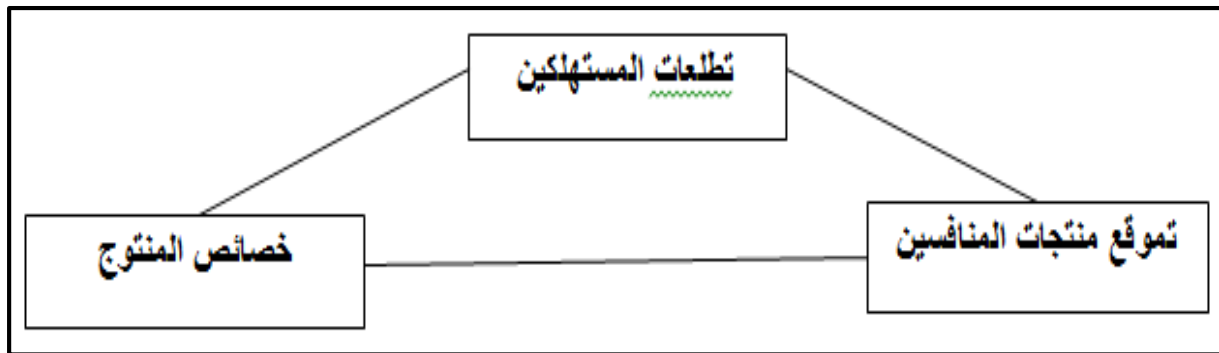 تطلعات المستهلكين
تموقع منتجات المنافسين
خصائص المنتوج